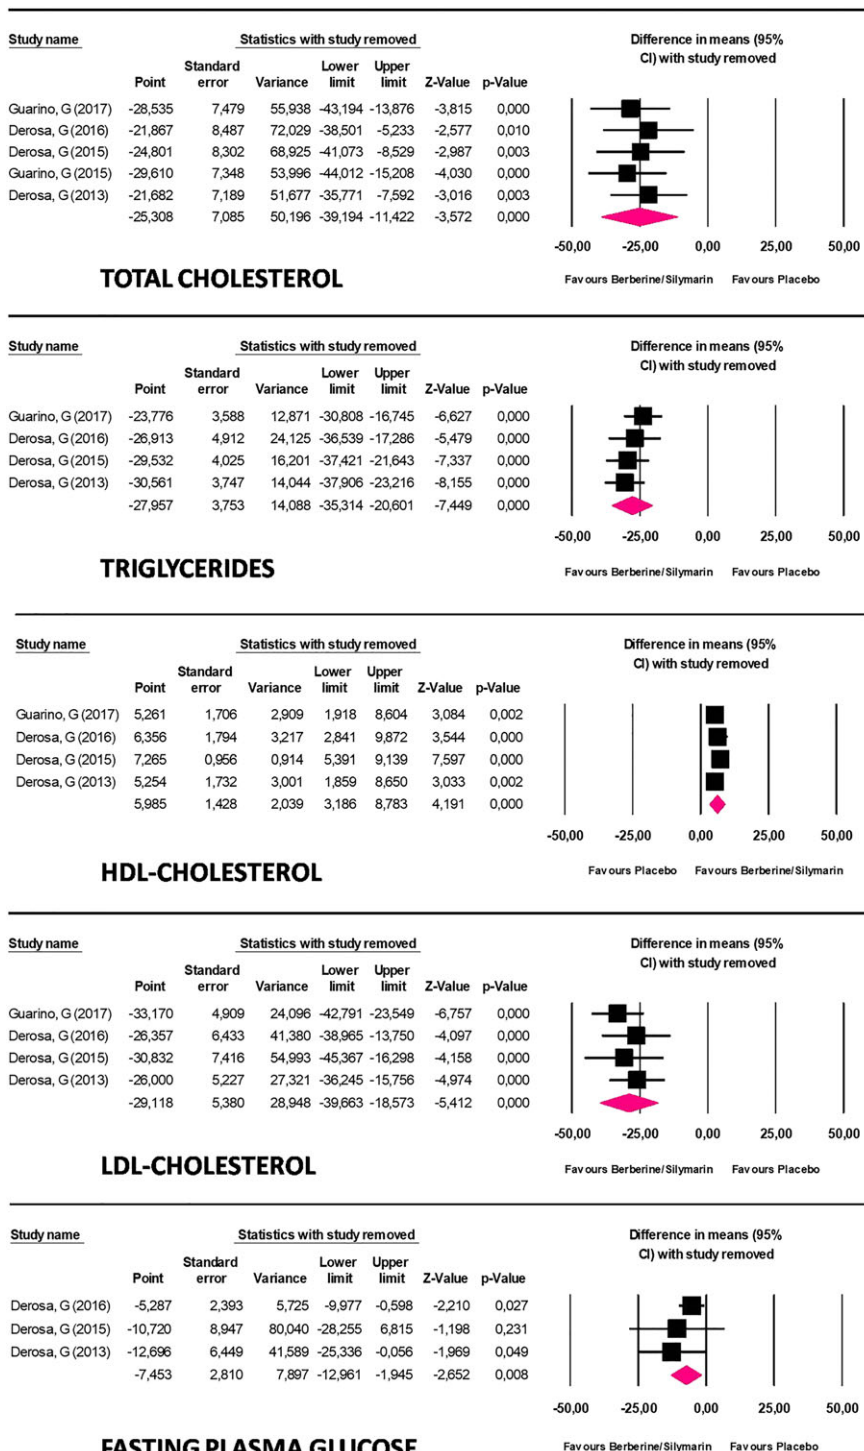 Study name Statistics with study removed Difference in means (95%
CI) with study removed
Standard Lower Upper
Point error Variance limit limit Z-Value p-Value
Guarino, G (2017) -28,535 7,479 55,938 -43,194 -13,876 -3,815 0,000
Derosa, G (2016) -21,867 8,487 72,029 -38,501 -5,233 -2,577 0,010
Derosa, G (2015) -24,801 8,302 68,925 -41,073 -8,529 -2,987 0,003
Guarino, G (2015) -29,610 7,348 53,996 -44,012 -15,208 -4,030 0,000
Derosa, G (2013) -21,682 7,189 51,677 -35,771 -7,592 -3,016 0,003
-25,308 7,085 50,196 -39,194 -11,422 -3,572 0,000
-50,00 -25,00 0,00 25,00 50,00
TOTAL CHOLESTEROL
Favours Berberine/Silymarin Favours Placebo
Study name Statistics with study removed Difference in means (95%
CI) with study removed
Standard Lower Upper
Point error Variance limit limit Z-Value p-Value
Guarino, G (2017) -23,776 3,588 12,871 -30,808 -16,745 -6,627 0,000
Derosa, G (2016) -26,913 4,912 24,125 -36,539 -17,286 -5,479 0,000
Derosa, G (2015) -29,532 4,025 16,201 -37,421 -21,643 -7,337 0,000
Derosa, G (2013) -30,561 3,747 14,044 -37,906 -23,216 -8,155 0,000
-27,957 3,753 14,088 -35,314 -20,601 -7,449 0,000
-50,00 -25,00 0,00 25,00 50,00
TRIGLYCERIDES
Favours Berberine/Silymarin Favours Placebo
Study name Statistics with study removed Difference in means (95%
CI) with study removed
Standard Lower Upper
Point error Variance limit limit Z-Value p-Value
Guarino, G (2017) 5,261 1,706 2,909 1,918 8,604 3,084 0,002
Derosa, G (2016) 6,356 1,794 3,217 2,841 9,872 3,544 0,000
Derosa, G (2015) 7,265 0,956 0,914 5,391 9,139 7,597 0,000
Derosa, G (2013) 5,254 1,732 3,001 1,859 8,650 3,033 0,002
5,985 1,428 2,039 3,186 8,783 4,191 0,000
-50,00 -25,00 0,00 25,00 50,00
HDL-CHOLESTEROL
Favours Placebo Favours Berberine/Silymarin
Study name Statistics with study removed Difference in means (95%
CI) with study removed
Standard Lower Upper
Point error Variance limit limit Z-Value p-Value
Guarino, G (2017) -33,170 4,909 24,096 -42,791 -23,549 -6,757 0,000
Derosa, G (2016) -26,357 6,433 41,380 -38,965 -13,750 -4,097 0,000
Derosa, G (2015) -30,832 7,416 54,993 -45,367 -16,298 -4,158 0,000
Derosa, G (2013) -26,000 5,227 27,321 -36,245 -15,756 -4,974 0,000
-29,118 5,380 28,948 -39,663 -18,573 -5,412 0,000
-50,00 -25,00 0,00 25,00 50,00
LDL-CHOLESTEROL
Favours Berberine/Silymarin Favours Placebo
Study name Statistics with study removed Difference in means (95%
CI) with study removed
Standard Lower Upper
Point error Variance limit limit Z-Value p-Value
Derosa, G (2016) -5,287 2,393 5,725 -9,977 -0,598 -2,210 0,027
Derosa, G (2015) -10,720 8,947 80,040 -28,255 6,815 -1,198 0,231
Derosa, G (2013) -12,696 6,449 41,589 -25,336 -0,056 -1,969 0,049
-7,453 2,810 7,897 -12,961 -1,945 -2,652 0,008
-50,00 -25,00 0,00 25,00 50,00
FASTING PLASMA GLUCOSE
Favours Berberine/Silymarin Favours Placebo